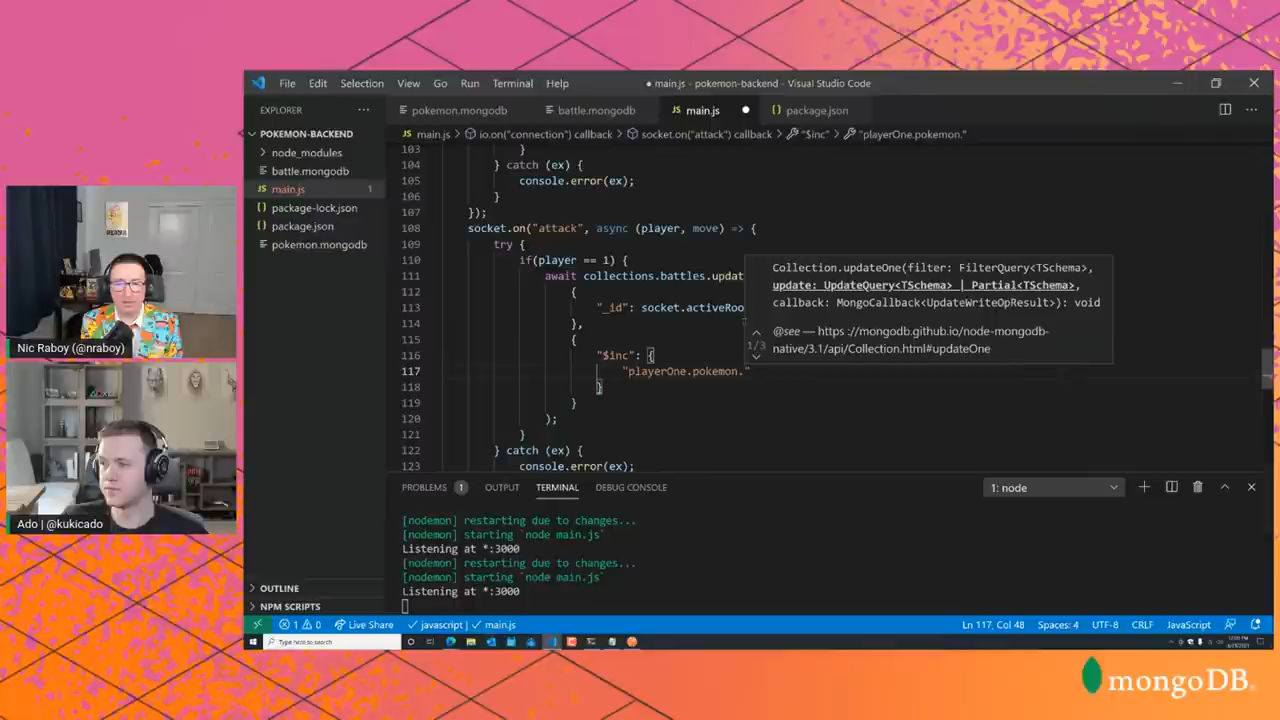 File Edit Selection View Go Run Terminal Help
● main.js - pokemon-backend - Visual Studio Code
EXPLORER
POKEMON-BACKEND
node_modules
battle.mongodb
JS main.js 1
{} package-lock.json
{} package.json
pokemon.mongodb
OUTLINE
NPM SCRIPTS
pokemon.mongodb battle.mongodb JS main.js ● {} package.json
JS main.js > io.on("connection") callback > socket.on("attack") callback > "$inc" > "playerOne.pokemon."
103 }
104 } catch (ex) {
105 console.error(ex);
106 }
107 });
108 socket.on("attack", async (player, move) => {
109 try {
110 if(player == 1) {
111 await collections.battles.updat
112 {
113 "_id": socket.activeRoo
114 },
115 {
116 "$inc": {
117 "playerOne.pokemon."
118 }
119 }
120 );
121 }
122 } catch (ex) {
123 console.error(ex);
Collection.updateOne(filter: FilterQuery<TSchema>,
update: UpdateQuery<TSchema> | Partial<TSchema>,
callback: MongoCallback<UpdateWriteOpResult>): void
@see — https://mongodb.github.io/node-mongodb-
1/3
native/3.1/api/Collection.html#updateOne
PROBLEMS 1 OUTPUT TERMINAL DEBUG CONSOLE
1: node
[nodemon] restarting due to changes...
[nodemon] starting `node main.js`
Listening at *:3000
[nodemon] restarting due to changes...
[nodemon] starting `node main.js`
Listening at *:3000
1 0 Live Share javascript | main.js
Ln 117, Col 48 Spaces: 4 UTF-8 CRLF JavaScript
Type here to search
Nic Raboy (@nraboy)
Ado | @kukicado
mongoDB.